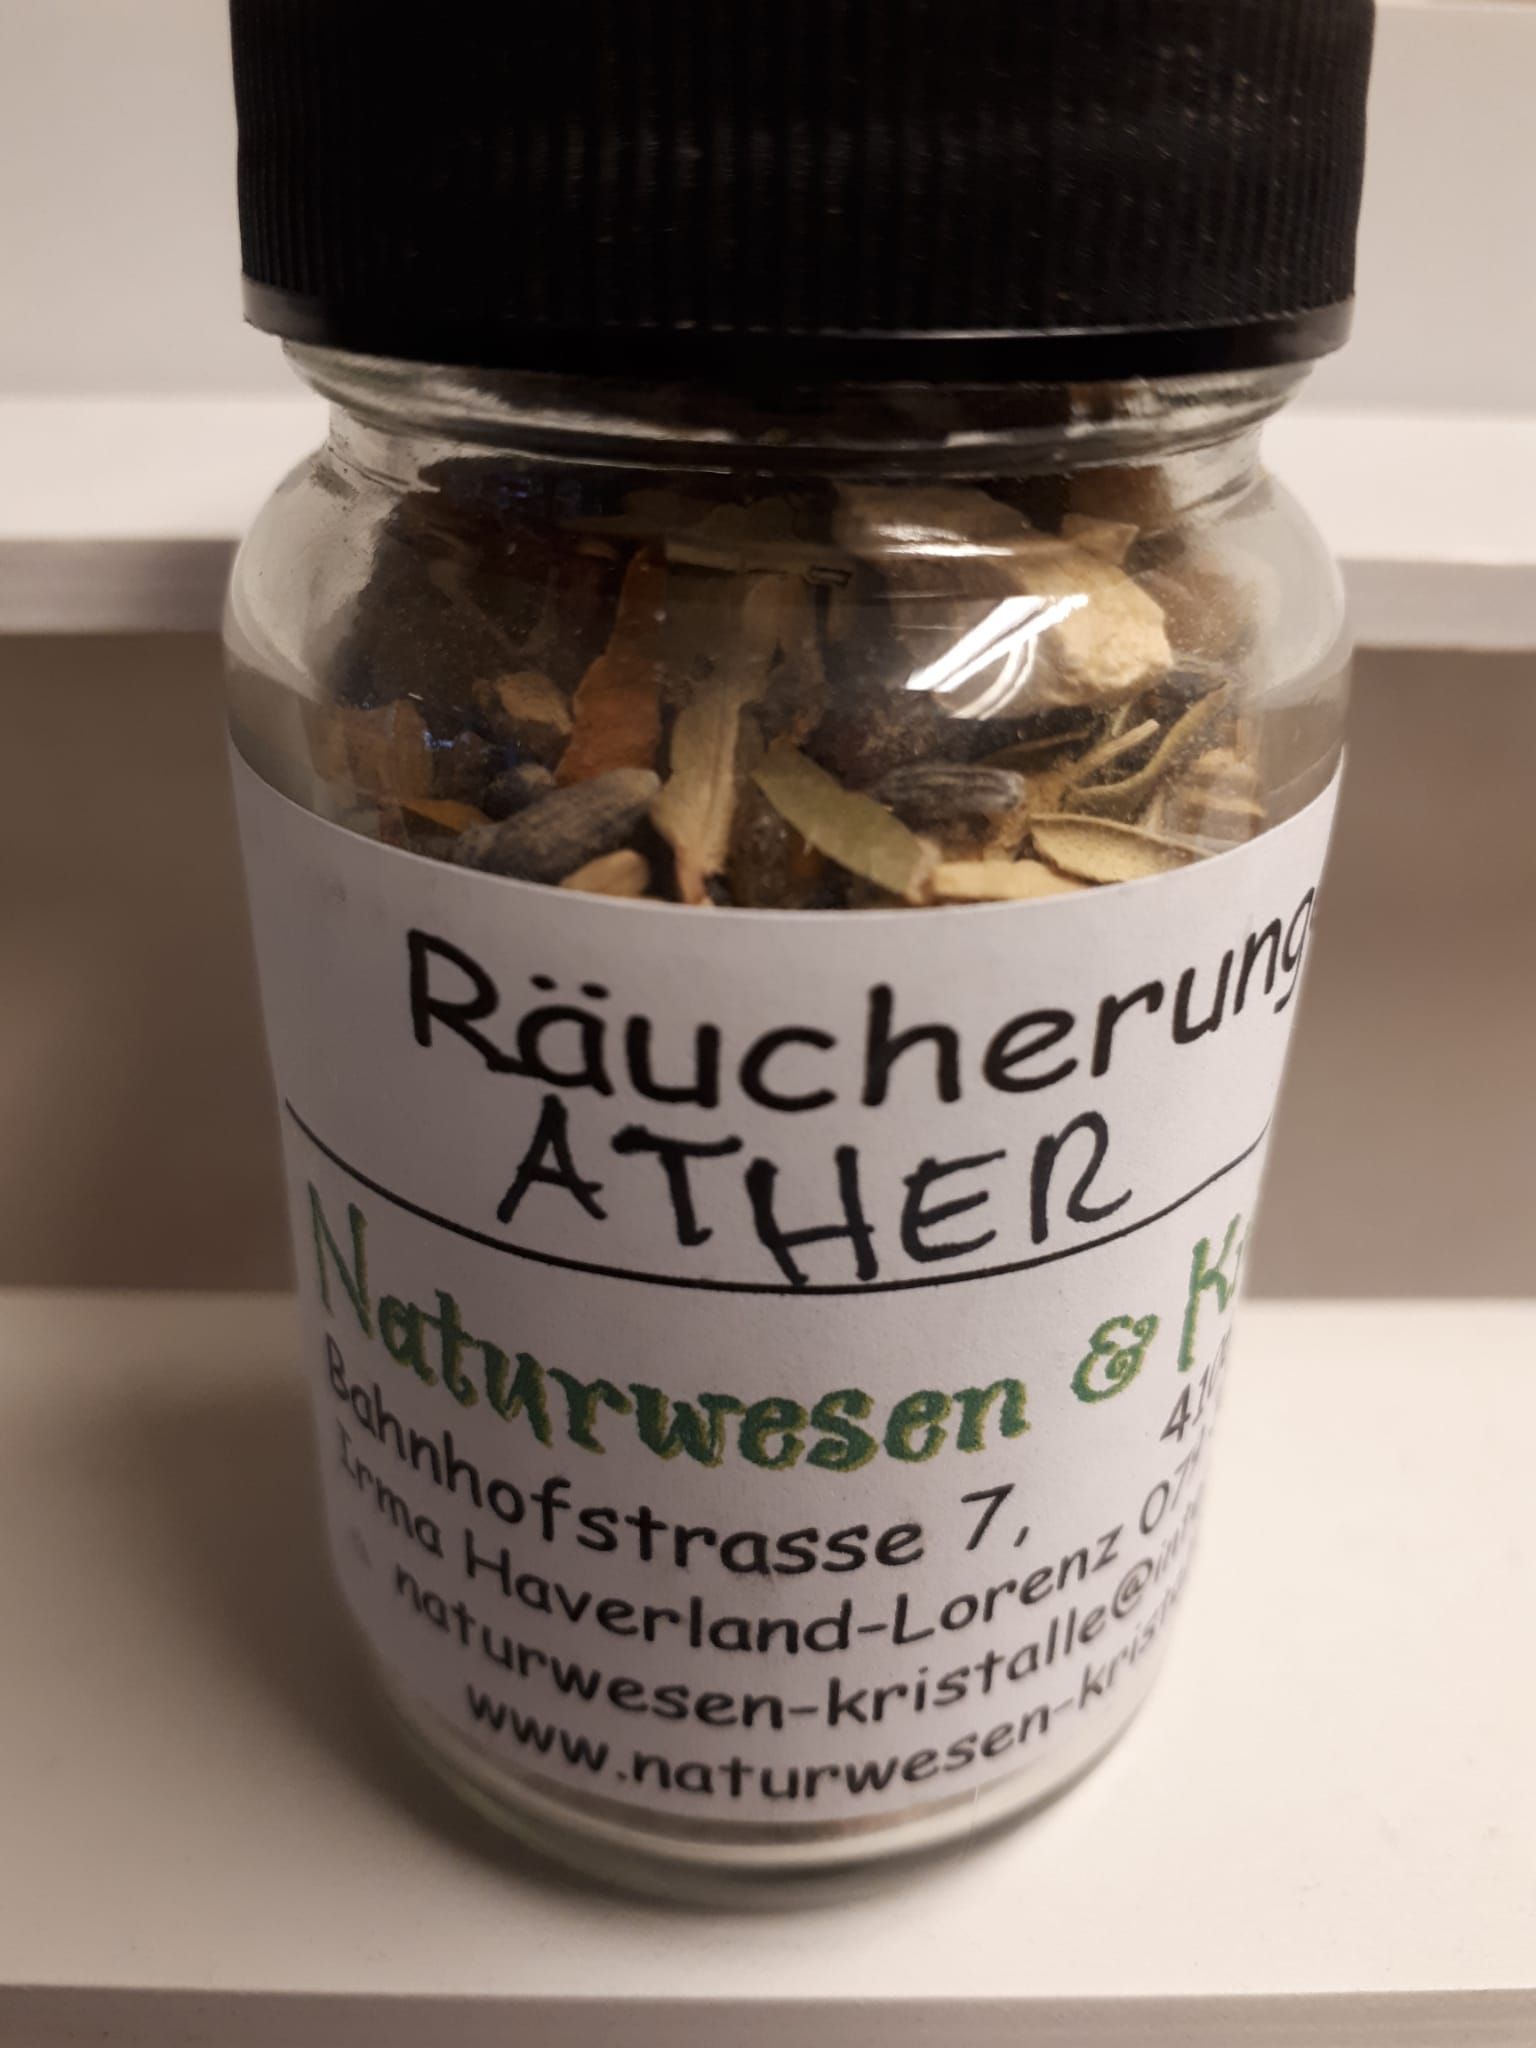 Räucherung
ATHER
Naturwesen &
Bahnhofstrasse 7,
Irma Haverland-Lorenz
naturwesen-kristalle@
www.naturwesen-